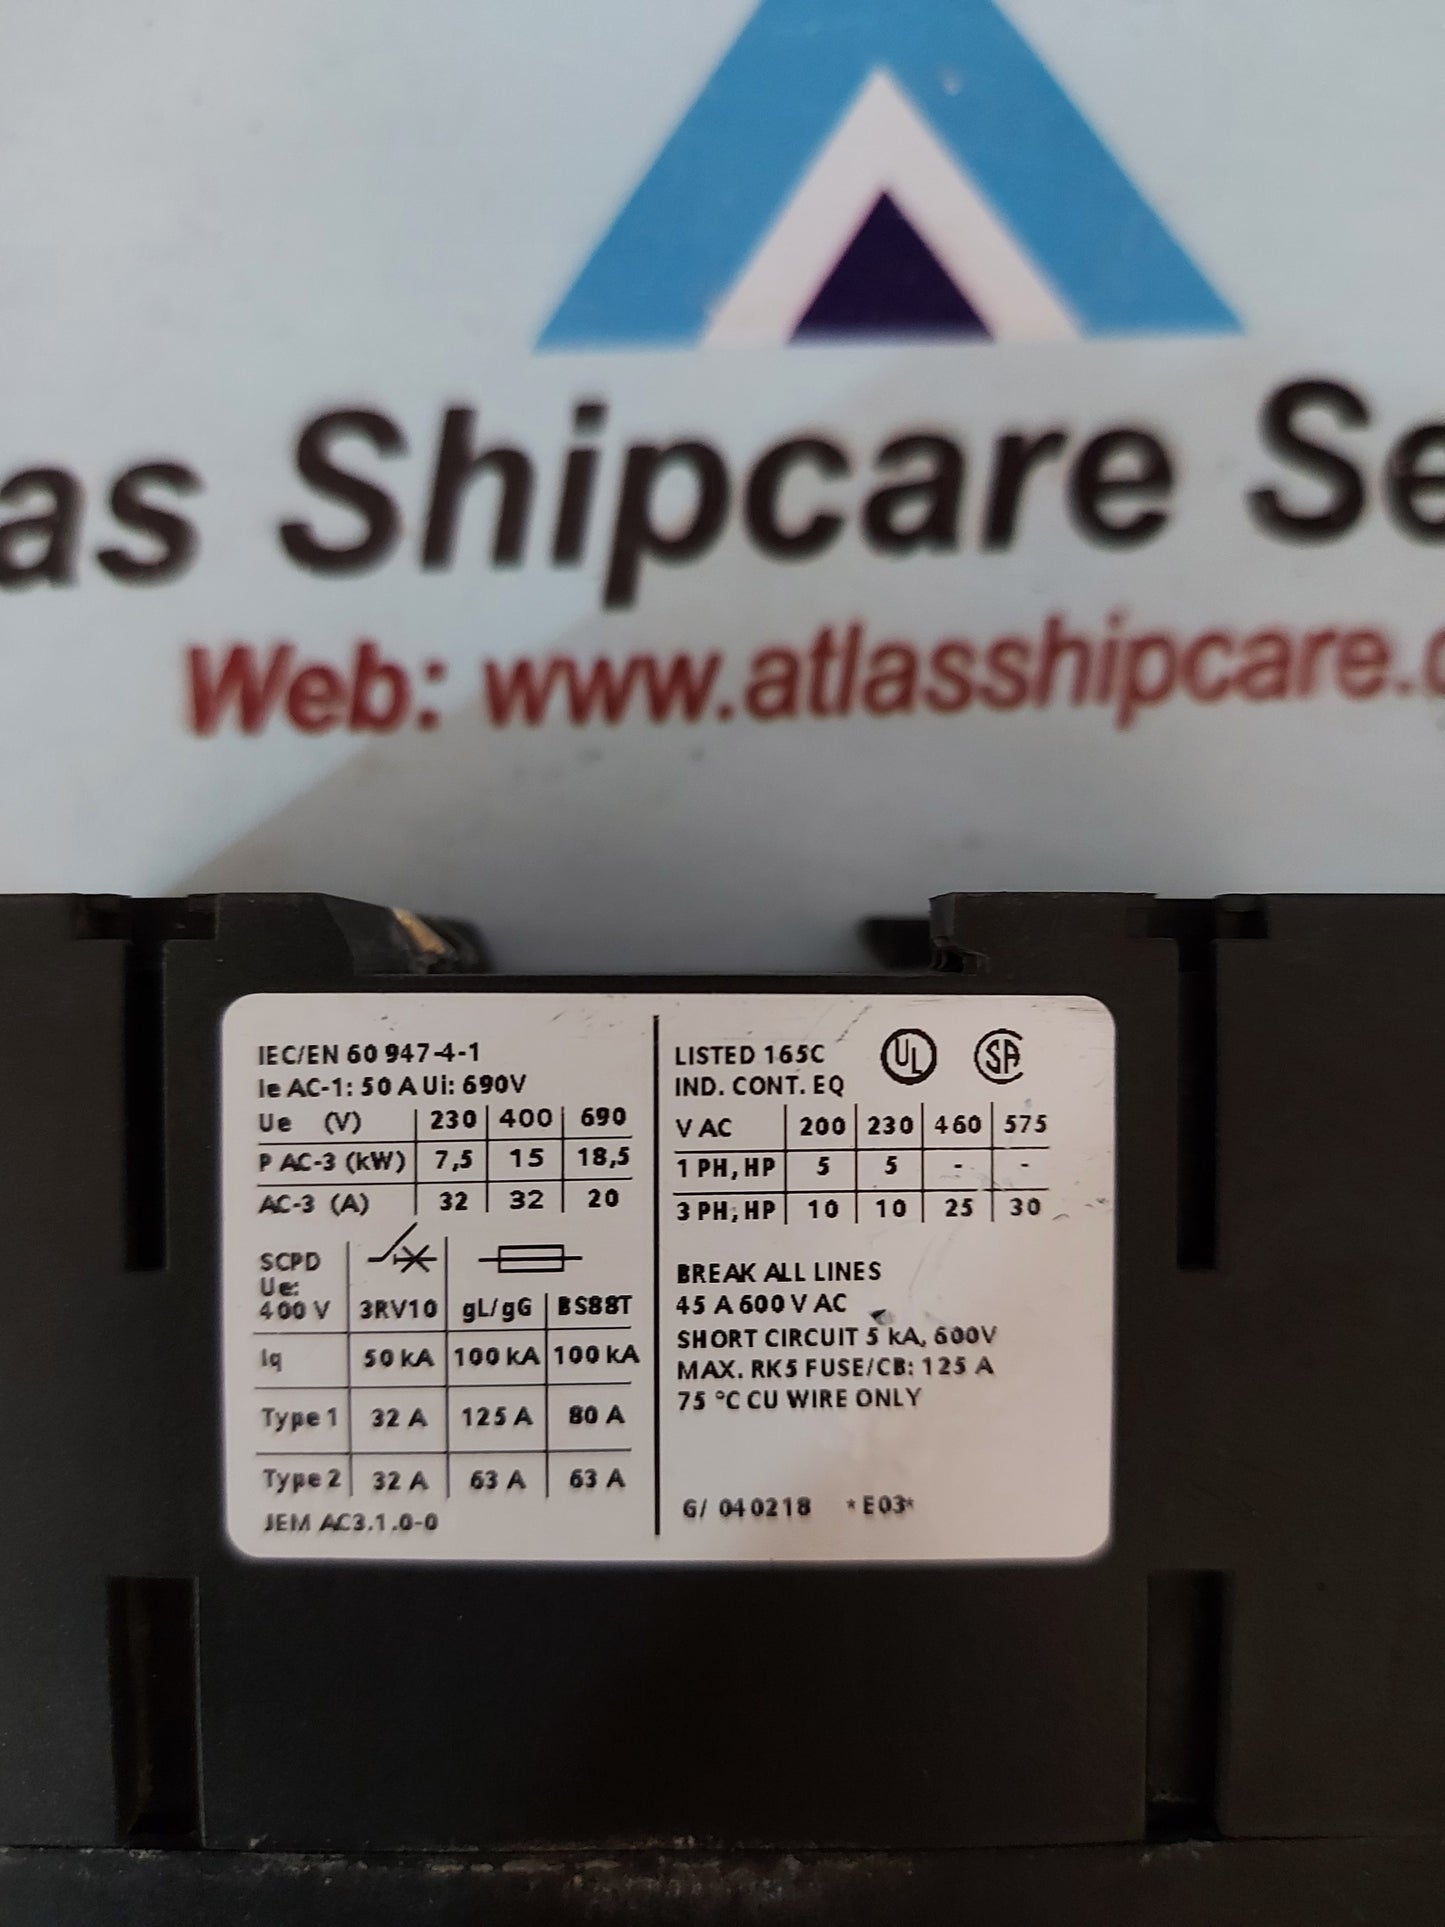 as Shipcare Se
Web: www.atlasshipcare.
IEC/EN 60 947-4-1
Ie AC-1: 50 A Ui: 690V
Ue (V) 230 400 690
P AC-3 (kW) 7,5 15 18,5
AC-3 (A) 32 32 20
SCPD
Ue:
400 V 3RV10 gL/gG BS88T
Iq 50 kA 100 kA 100 kA
Type 1 32 A 125 A 80 A
Type 2 32 A 63 A 63 A
JEM AC3.1.0-0
LISTED 165C UL SA
IND. CONT. EQ
V AC 200 230 460 575
1 PH, HP 5 5 - -
3 PH, HP 10 10 25 30
BREAK ALL LINES
45 A 600 V AC
SHORT CIRCUIT 5 kA, 600V
MAX. RK5 FUSE/CB: 125 A
75 °C CU WIRE ONLY
G/ 040218 *E03*